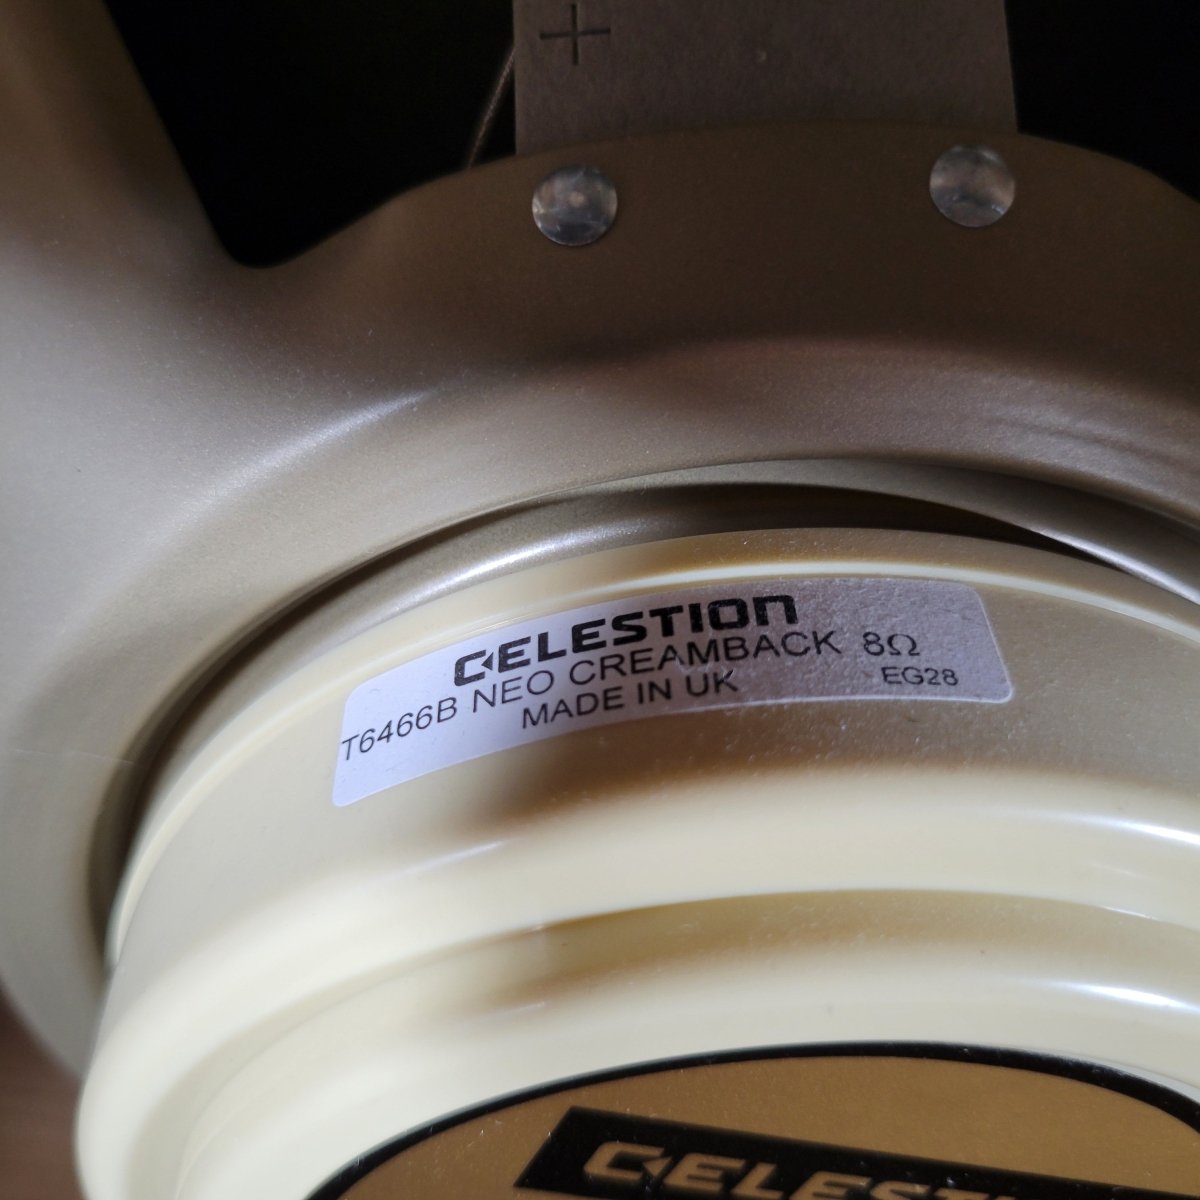 +
CELESTION
T6466B NEO CREAMBACK 8Ω
MADE IN UK EG28